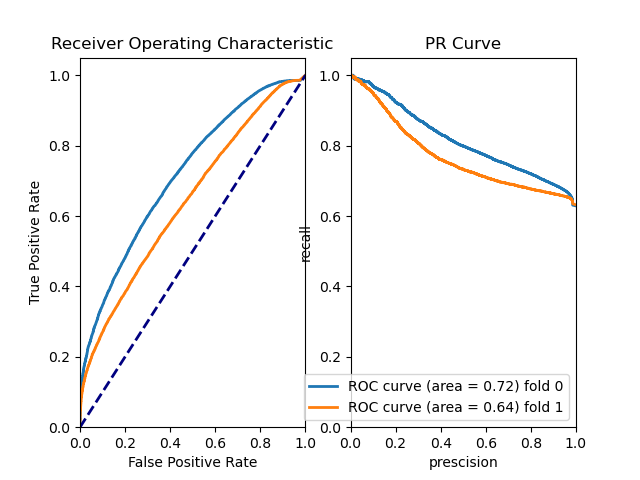 Receiver Operating Characteristic
1.0
0.8
0.6
0.4
0.2
0.0
True Positive Rate
0.0 0.2 0.4 0.6 0.8 1.0
False Positive Rate
PR Curve
1.0
0.8
0.6
0.4
0.2
0.0
recall
ROC curve (area = 0.72) fold 0
ROC curve (area = 0.64) fold 1
0.0 0.2 0.4 0.6 0.8 1.0
prescision